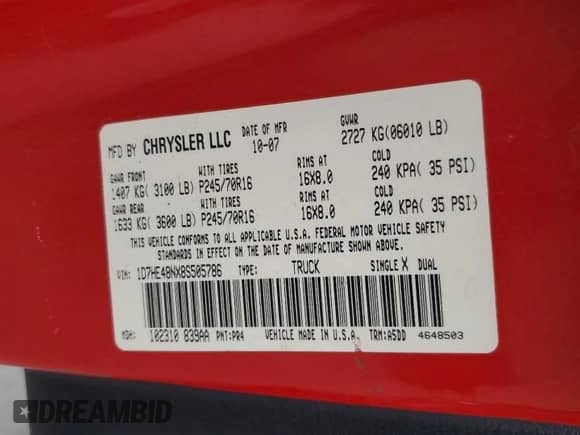 MFD BY CHRYSLER LLC DATE OF MFR 10-07 GVWR 2727 KG(06010 LB)
GAWR FRONT WITH TIRES RIMS AT COLD
1407 KG( 3100 LB) P245/70R16 16X8.0 240 KPA( 35 PSI)
GAWR REAR WITH TIRES RIMS AT COLD
1633 KG( 3600 LB) P245/70R16 16X8.0 240 KPA( 35 PSI)
THIS VEHICLE CONFORMS TO ALL APPLICABLE U.S.A. FEDERAL MOTOR VEHICLE SAFETY
STANDARDS IN EFFECT ON THE DATE OF MANUFACTURE SHOWN ABOVE.
VIN: 1D7HE48NX8S505786 TYPE: TRUCK SINGLE X DUAL
MDH: 102310 839AA PNT:PR4 VEHICLE MADE IN U.S.A. TRM:A5DD 4648503
DREAMBID